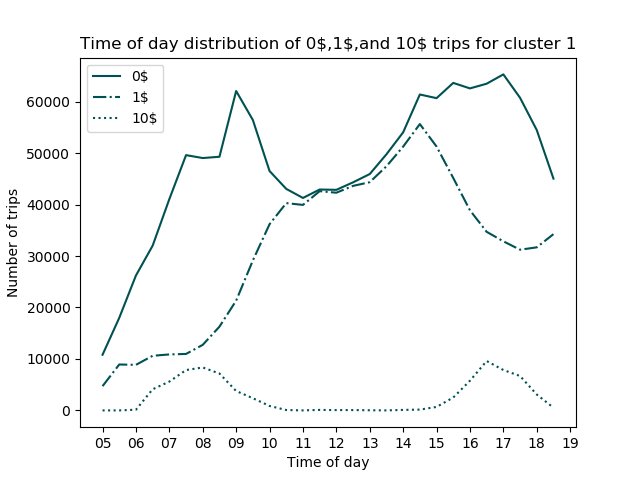 Time of day distribution of 0$,1$,and 10$ trips for cluster 1
0$
1$
10$
60000
50000
40000
30000
20000
10000
0
Number of trips
05 06 07 08 09 10 11 12 13 14 15 16 17 18 19
Time of day